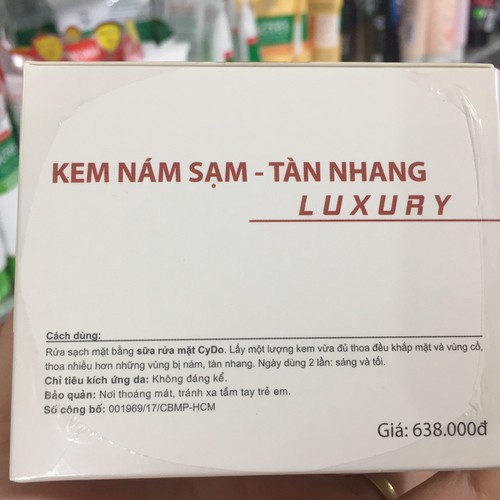 KEM NÁM SẠM - TÀN NHANG
LUXURY
Cách dùng:
Rửa sạch mặt bằng sữa rửa mặt CyDo. Lấy một lượng kem vừa đủ thoa đều khắp mặt và vùng cổ,
thoa nhiều hơn những vùng bị nám, tàn nhang. Ngày dùng 2 lần: sáng và tối.
Chỉ tiêu kích ứng da: Không đáng kể.
Bảo quản: Nơi thoáng mát, tránh xa tầm tay trẻ em.
Số công bố: 001969/17/CBMP-HCM
Giá: 638.000đ